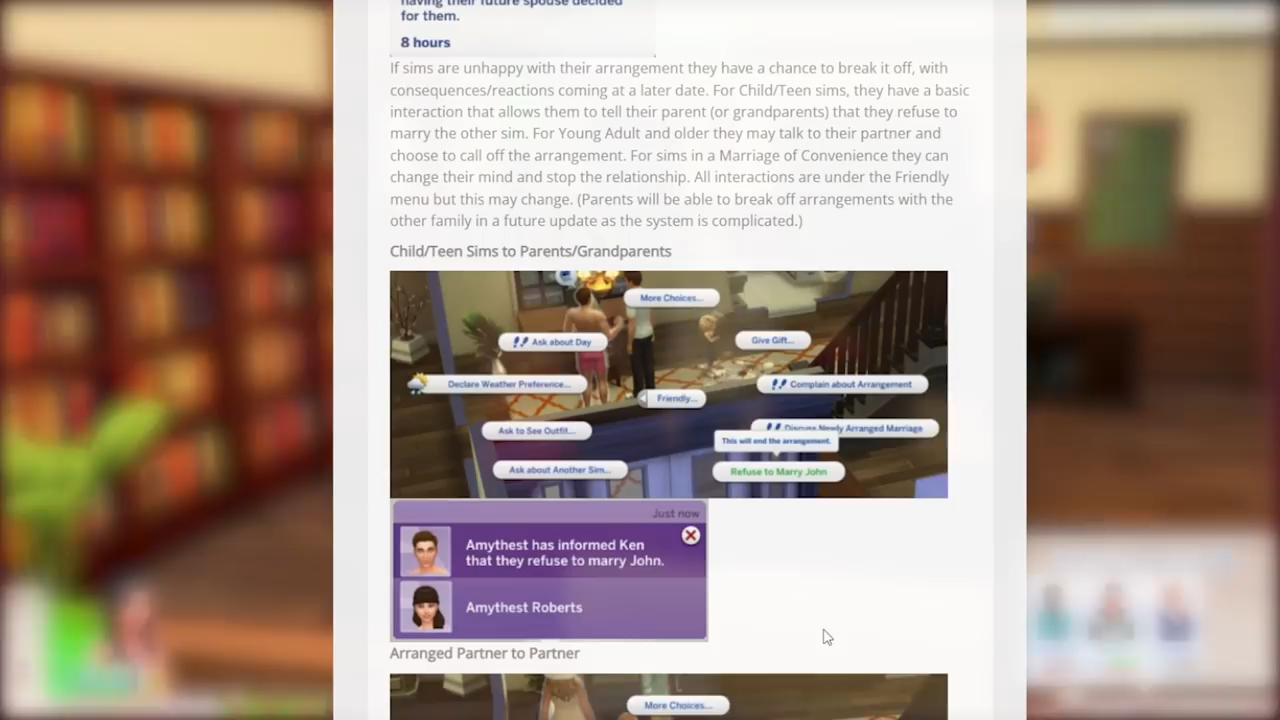 having their future spouse decided
for them.
8 hours
If sims are unhappy with their arrangement they have a chance to break it off, with
consequences/reactions coming at a later date. For Child/Teen sims, they have a basic
interaction that allows them to tell their parent (or grandparents) that they refuse to
marry the other sim. For Young Adult and older they may talk to their partner and
choose to call off the arrangement. For sims in a Marriage of Convenience they can
change their mind and stop the relationship. All interactions are under the Friendly
menu but this may change. (Parents will be able to break off arrangements with the
other family in a future update as the system is complicated.)
Child/Teen Sims to Parents/Grandparents
More Choices...
Ask about Day
Give Gift...
Declare Weather Preference...
Complain about Arrangement
Friendly...
Ask to See Outfit...
Discuss Newly Arranged Marriage
This will end the arrangement.
Ask about Another Sim...
Refuse to Marry John
Just now
Amythest has informed Ken
that they refuse to marry John.
Amythest Roberts
Arranged Partner to Partner
More Choices...